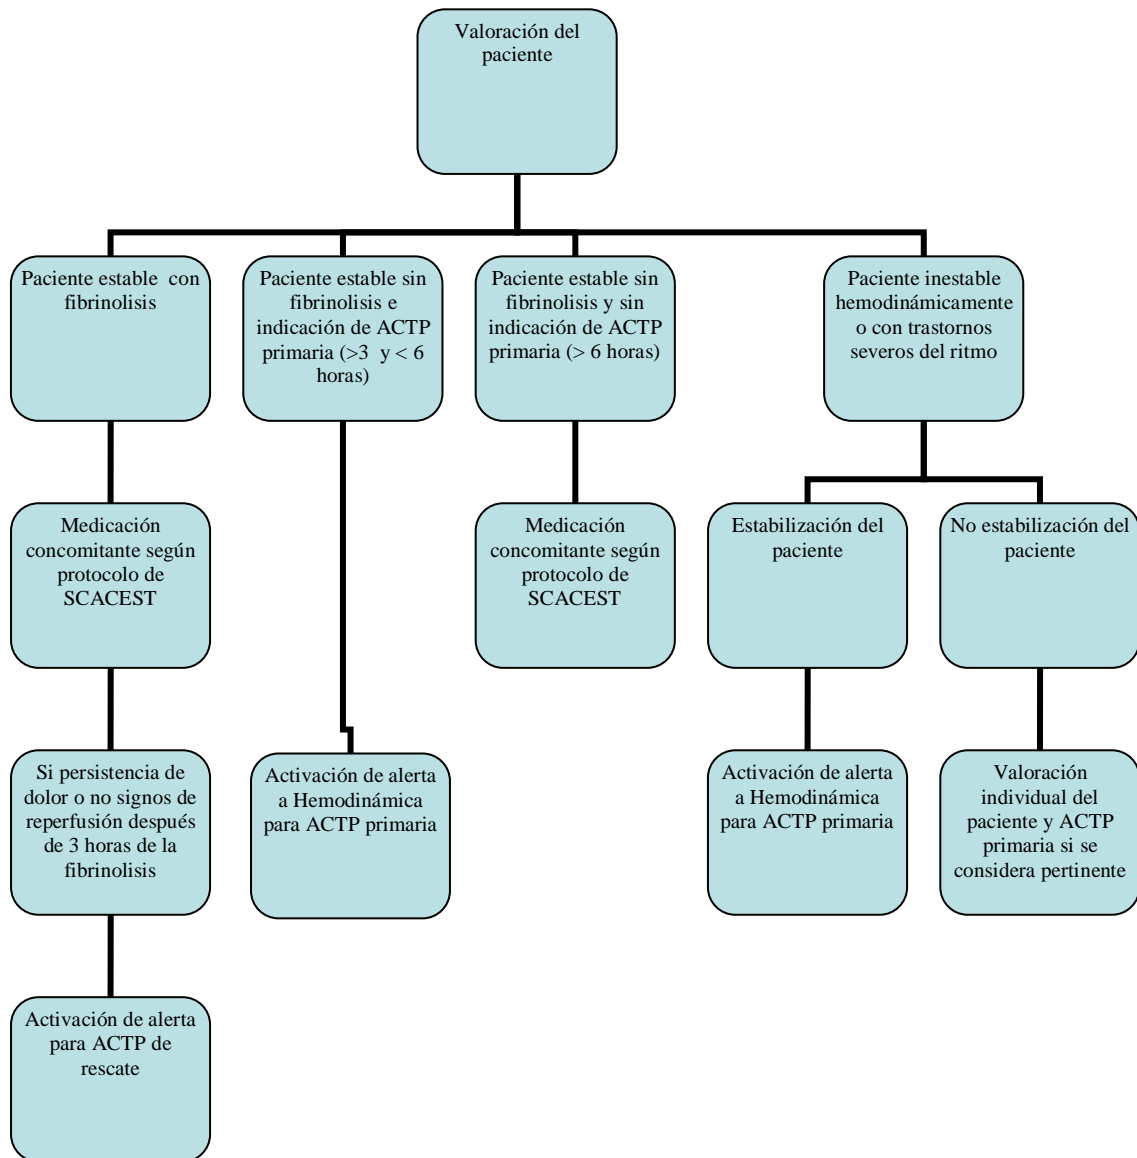 Valoración del
paciente
Paciente estable  con
fibrinolisis
Paciente estable sin
fibrinolisis e
indicación de ACTP
primaria (>3  y < 6
horas)
Paciente estable sin
fibrinolisis y sin
indicación de ACTP
primaria (> 6 horas)
Paciente inestable
hemodinámicamente
o con trastornos
severos del ritmo
Medicación
concomitante según
protocolo de
SCACEST
Medicación
concomitante según
protocolo de
SCACEST
Estabilización del
paciente
No estabilización del
paciente
Si persistencia de
dolor o no signos de
reperfusión después
de 3 horas de la
fibrinolisis
Activación de alerta
a Hemodinámica
para ACTP primaria
Activación de alerta
a Hemodinámica
para ACTP primaria
Valoración
individual del
paciente y ACTP
primaria si se
considera pertinente
Activación de alerta
para ACTP de
rescate